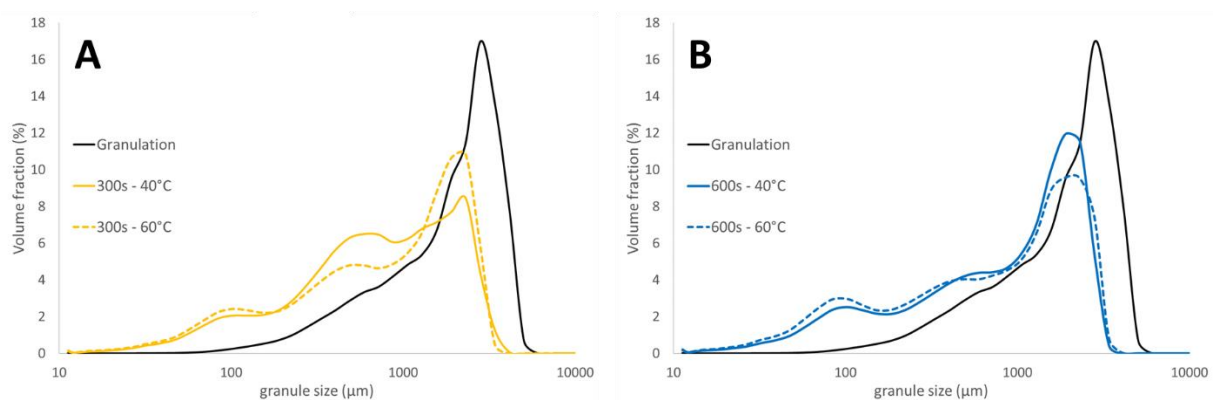 A
Volume fraction (%)
18
16
14
12
10
8
6
4
2
0
Granulation
300s - 40°C
300s - 60°C
10
100
1000
10000
granule size (µm)
B
Volume fraction (%)
18
16
14
12
10
8
6
4
2
0
Granulation
600s - 40°C
600s - 60°C
10
100
1000
10000
granule size (µm)